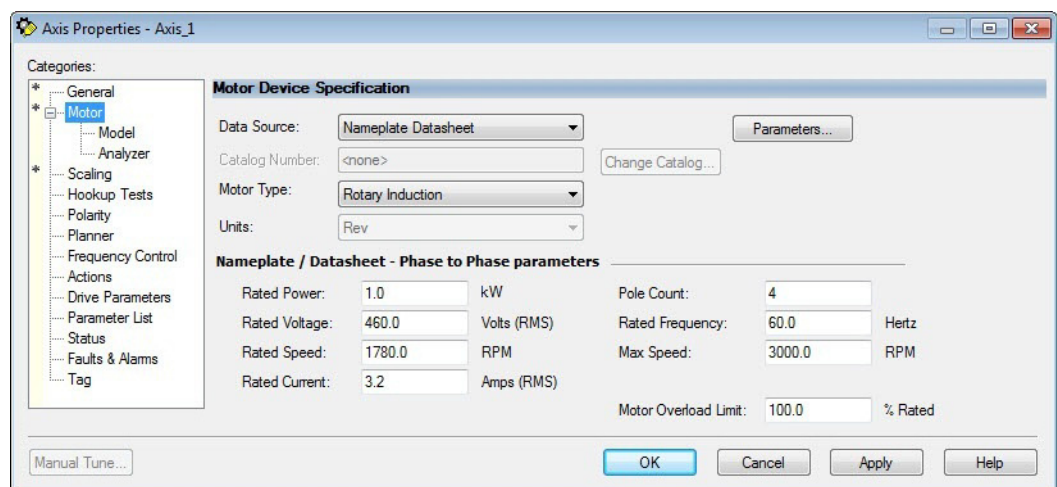 Axis Properties - Axis_1
Categories:
* General
* Motor
Model
Analyzer
* Scaling
Hookup Tests
Polarity
Planner
Frequency Control
Actions
Drive Parameters
Parameter List
Status
Faults & Alarms
Tag
Motor Device Specification
Data Source: Nameplate Datasheet Parameters...
Catalog Number: <none> Change Catalog...
Motor Type: Rotary Induction
Units: Rev
Nameplate / Datasheet - Phase to Phase parameters
Rated Power: 1.0 kW Pole Count: 4
Rated Voltage: 460.0 Volts (RMS) Rated Frequency: 60.0 Hertz
Rated Speed: 1780.0 RPM Max Speed: 3000.0 RPM
Rated Current: 3.2 Amps (RMS)
Motor Overload Limit: 100.0 % Rated
Manual Tune... OK Cancel Apply Help